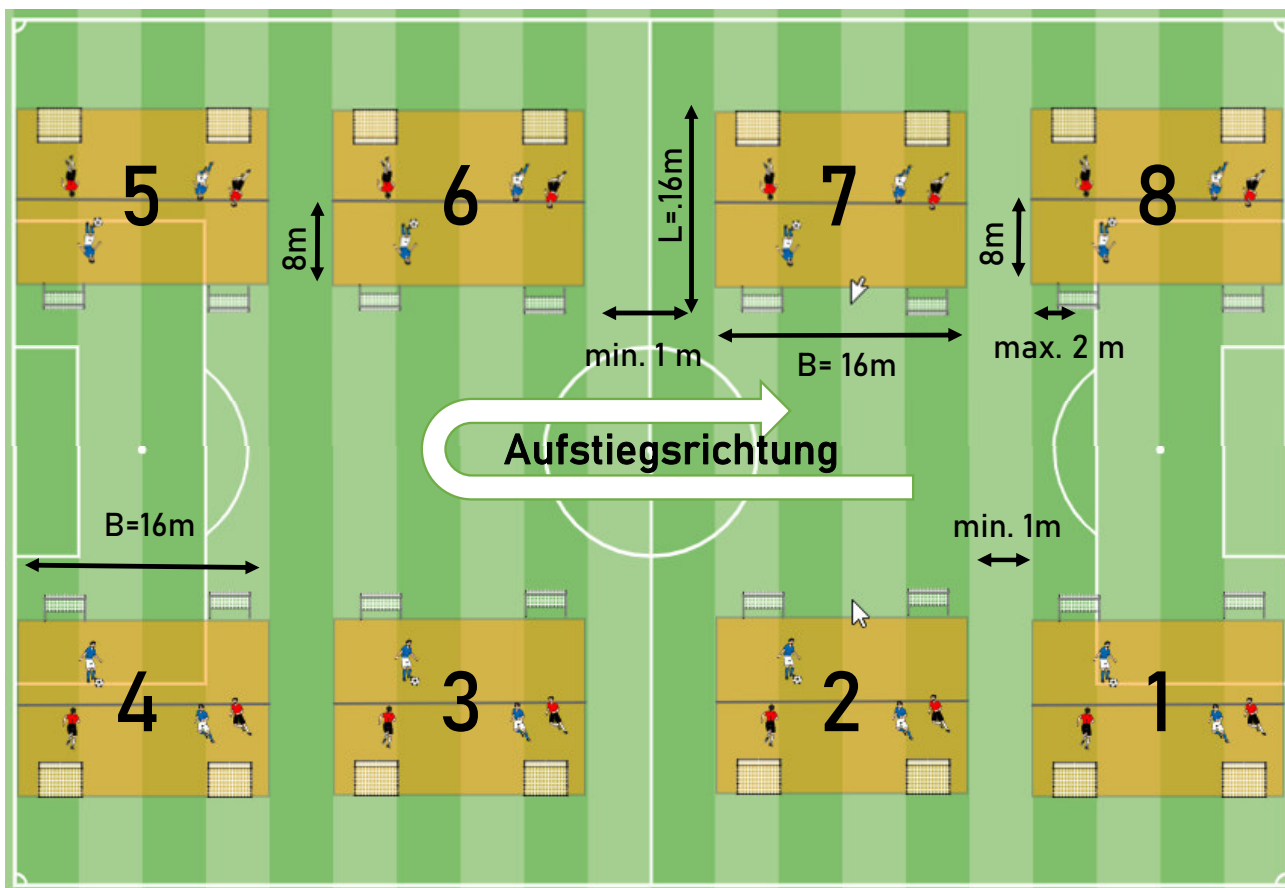 5
6
7
8
8m
L=.16m
8m
min. 1 m
B= 16m
max. 2 m
Aufstiegsrichtung
B=16m
min. 1m
4
3
2
1